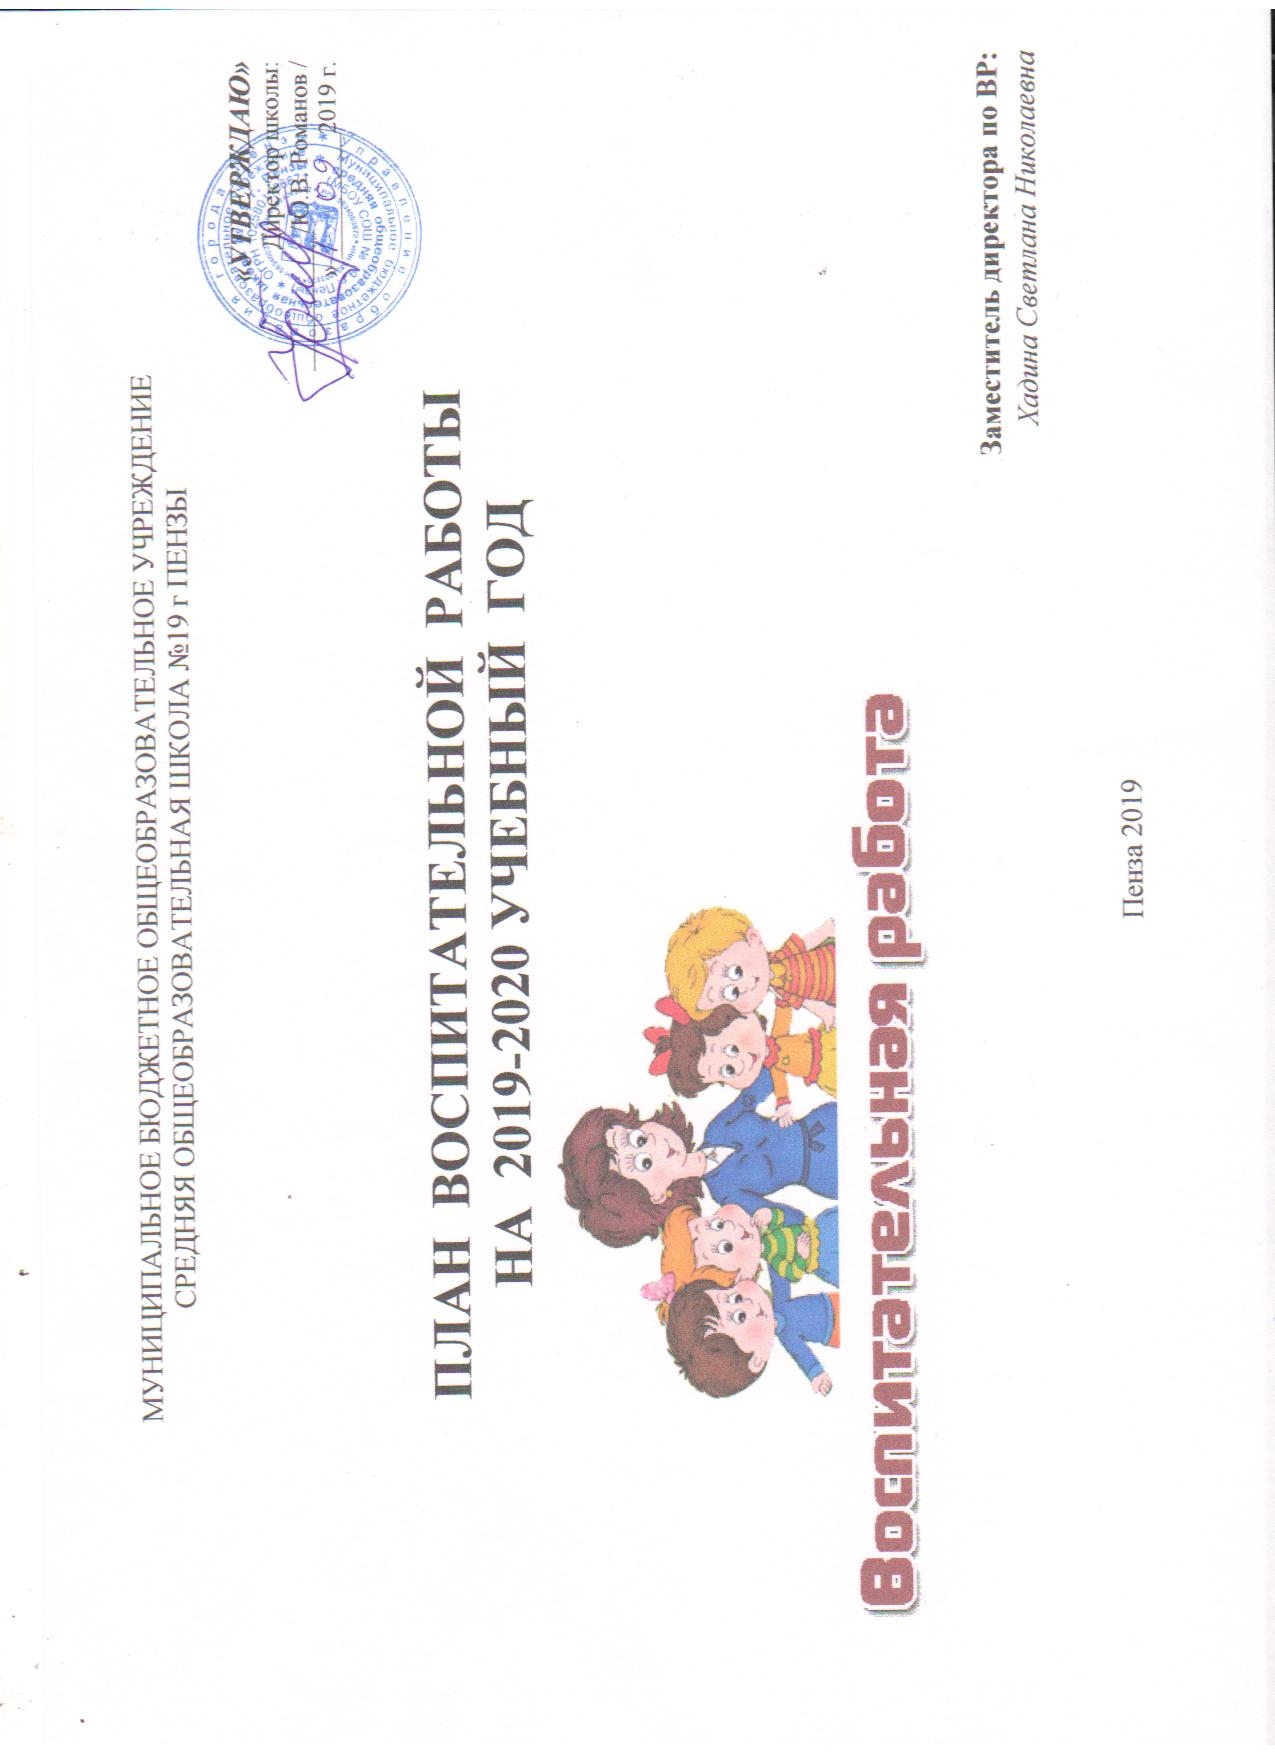 МУНИЦИПАЛЬНОЕ БЮДЖЕТНОЕ ОБЩЕОБРАЗОВАТЕЛЬНОЕ УЧРЕЖДЕНИЕ
СРЕДНЯЯ ОБЩЕОБРАЗОВАТЕЛЬНАЯ ШКОЛА №19 г ПЕНЗЫ
«УТВЕРЖДАЮ»
Директор школы:
/Ю.В. Романов /
» 09 2019 г.
ПЛАН ВОСПИТАТЕЛЬНОЙ РАБОТЫ
НА 2019-2020 УЧЕБНЫЙ ГОД
Воспитательная работа
Заместитель директора по ВР:
Хадина Светлана Николаевна
Пенза 2019